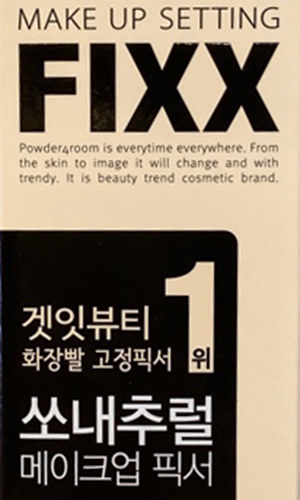 MAKE UP SETTING
FIXX
Powder4room is everytime everywhere. From
the skin to image it will change and with
trendy. It is beauty trend cosmetic brand.
겟잇뷰티
화장빨 고정픽서 1위
쏘내추럴
메이크업 픽서